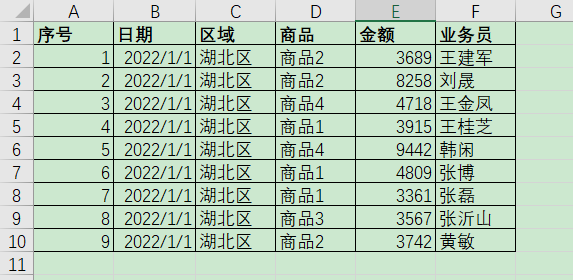 A B C D E F G
1 序号 日期 区域 商品 金额 业务员
2 1 2022/1/1 湖北区 商品2 3689 王建军
3 2 2022/1/1 湖北区 商品2 8258 刘晟
4 3 2022/1/1 湖北区 商品4 4718 王金凤
5 4 2022/1/1 湖北区 商品1 3915 王桂芝
6 5 2022/1/1 湖北区 商品4 9442 韩闲
7 6 2022/1/1 湖北区 商品1 4809 张博
8 7 2022/1/1 湖北区 商品1 3361 张磊
9 8 2022/1/1 湖北区 商品3 3567 张沂山
10 9 2022/1/1 湖北区 商品2 3742 黄敏
11